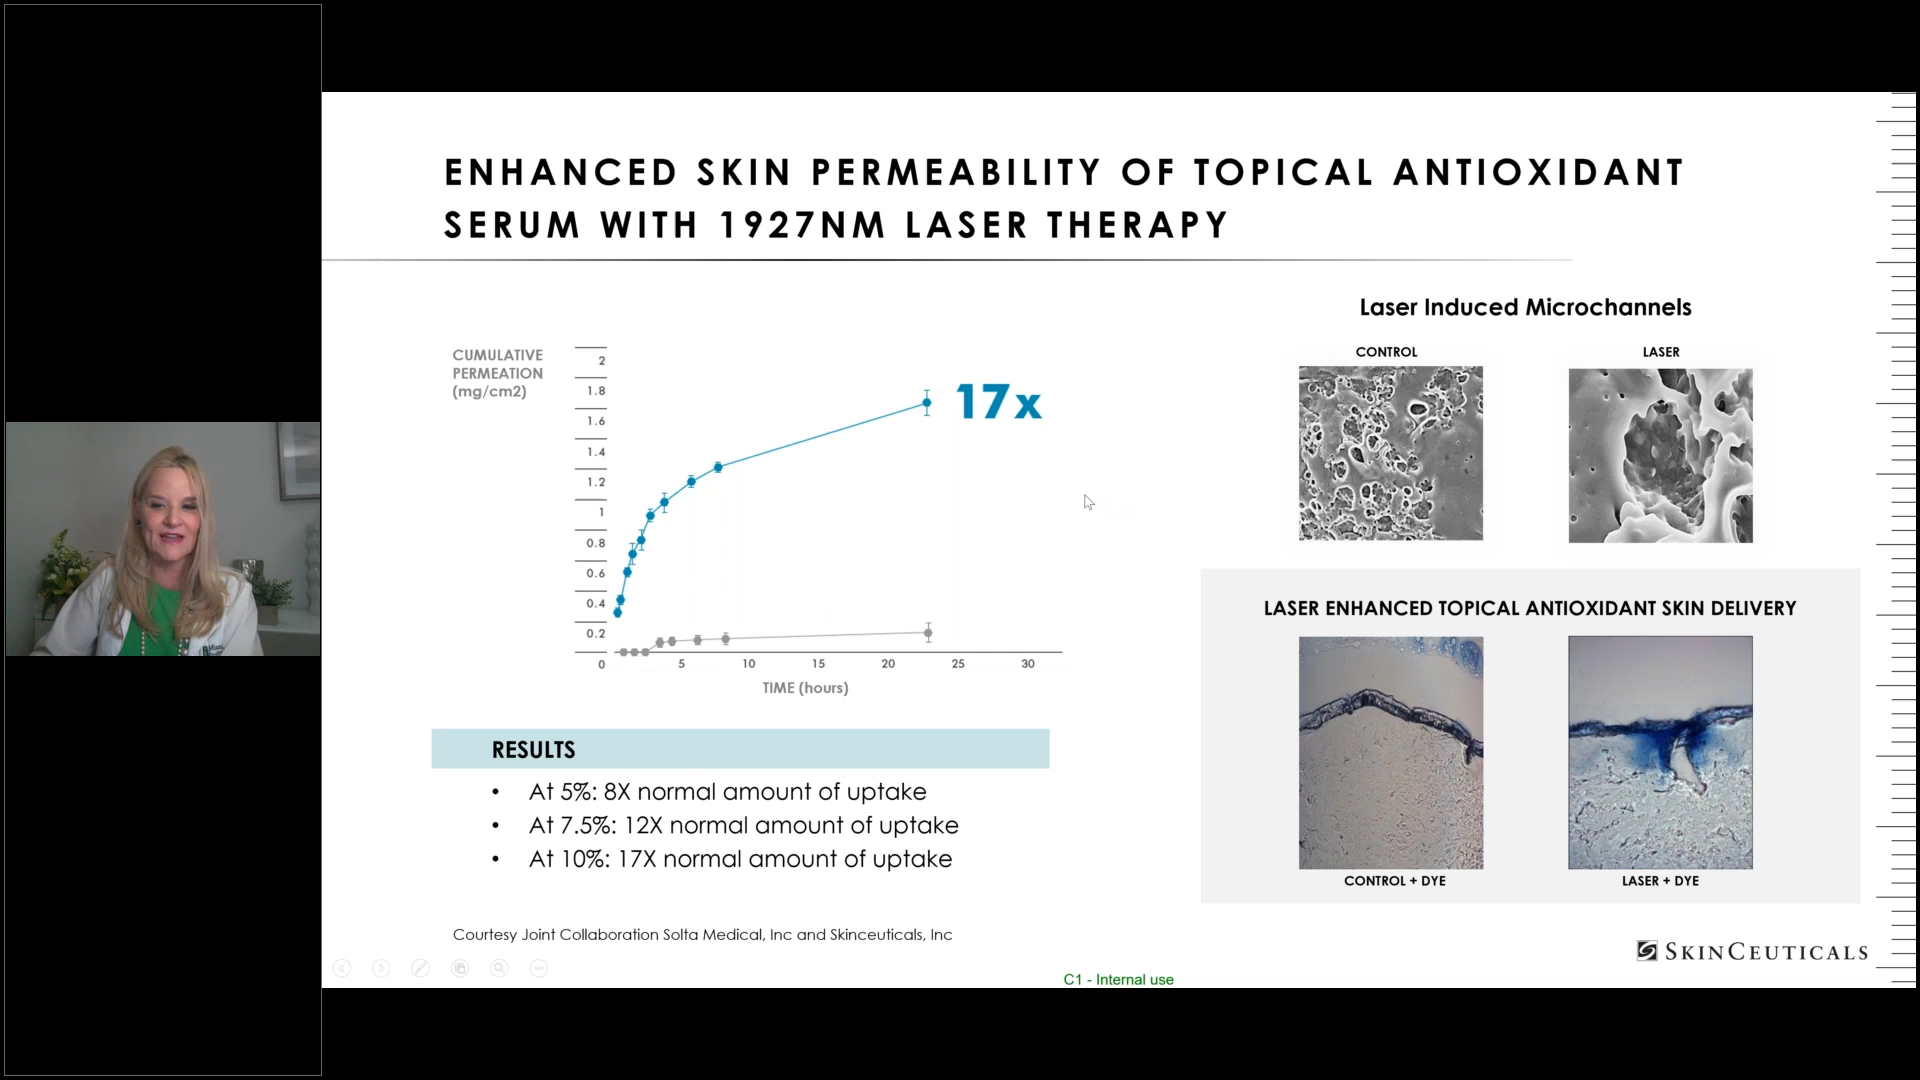 ENHANCED SKIN PERMEABILITY OF TOPICAL ANTIOXIDANT
SERUM WITH 1927NM LASER THERAPY
CUMULATIVE
PERMEATION
(mg/cm2)
2
1.8
1.6
1.4
1.2
1
0.8
0.6
0.4
0.2
0
5
10
15
20
25
30
TIME (hours)
17x
RESULTS
• At 5%: 8X normal amount of uptake
• At 7.5%: 12X normal amount of uptake
• At 10%: 17X normal amount of uptake
Courtesy Joint Collaboration Solta Medical, Inc and Skinceuticals, Inc
Laser Induced Microchannels
CONTROL
LASER
LASER ENHANCED TOPICAL ANTIOXIDANT SKIN DELIVERY
CONTROL + DYE
LASER + DYE
SKINCEUTICALS
C1 - Internal use